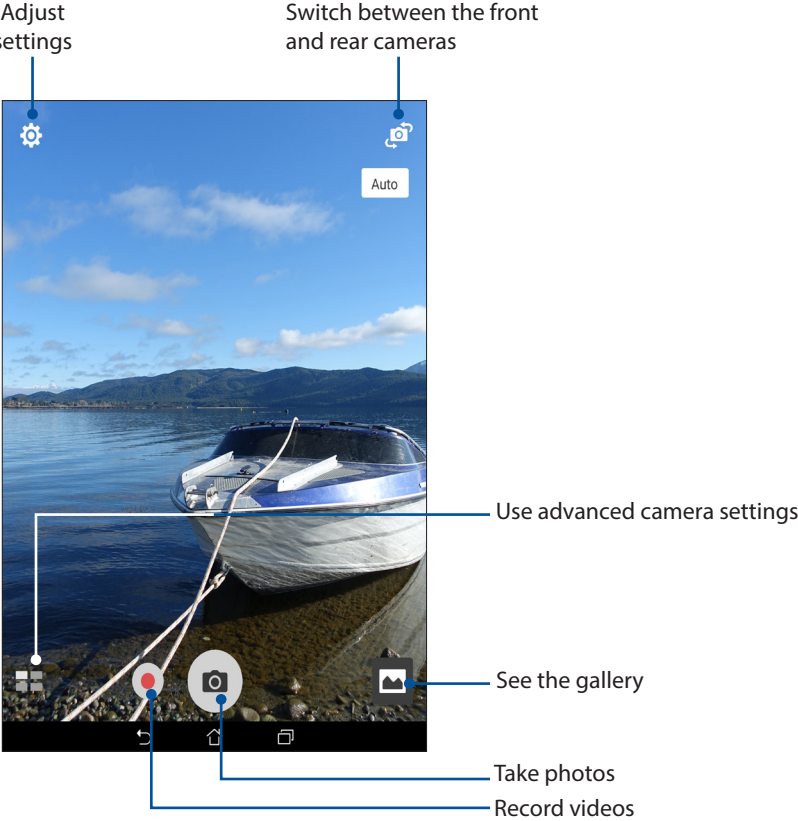 Adjust
settings
Switch between the front
and rear cameras
Auto
Use advanced camera settings
See the gallery
Take photos
Record videos